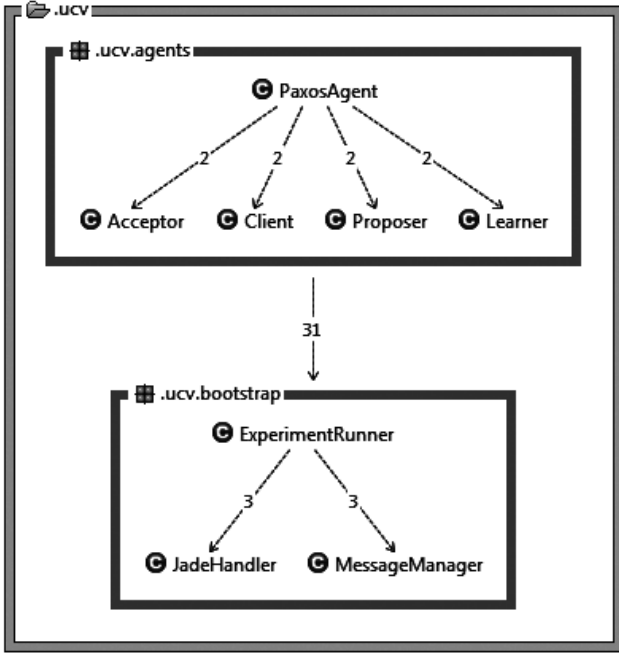 .ucv
.ucv.agents
C PaxosAgent
2 2 2 2
C Acceptor C Client C Proposer C Learner
31
.ucv.bootstrap
C ExperimentRunner
3 3
C JadeHandler C MessageManager